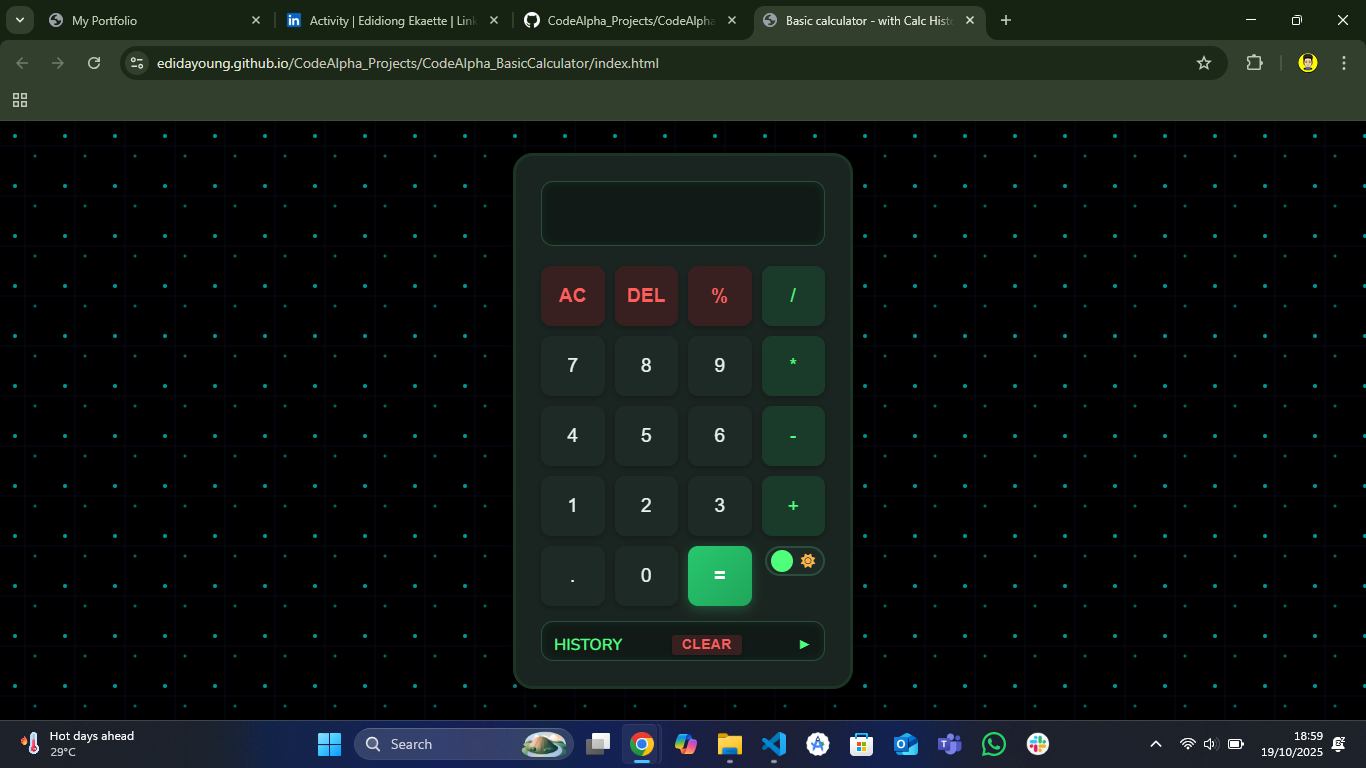 My Portfolio
Activity | Edidiong Ekaette | Lin
CodeAlpha_Projects/CodeAlpha
Basic calculator - with Calc Hist
edidayoung.github.io/CodeAlpha_Projects/CodeAlpha_BasicCalculator/index.html
AC DEL % /
7 8 9 *
4 5 6 -
1 2 3 +
. 0 =
HISTORY CLEAR
Hot days ahead
29°C
Search
18:59
19/10/2025